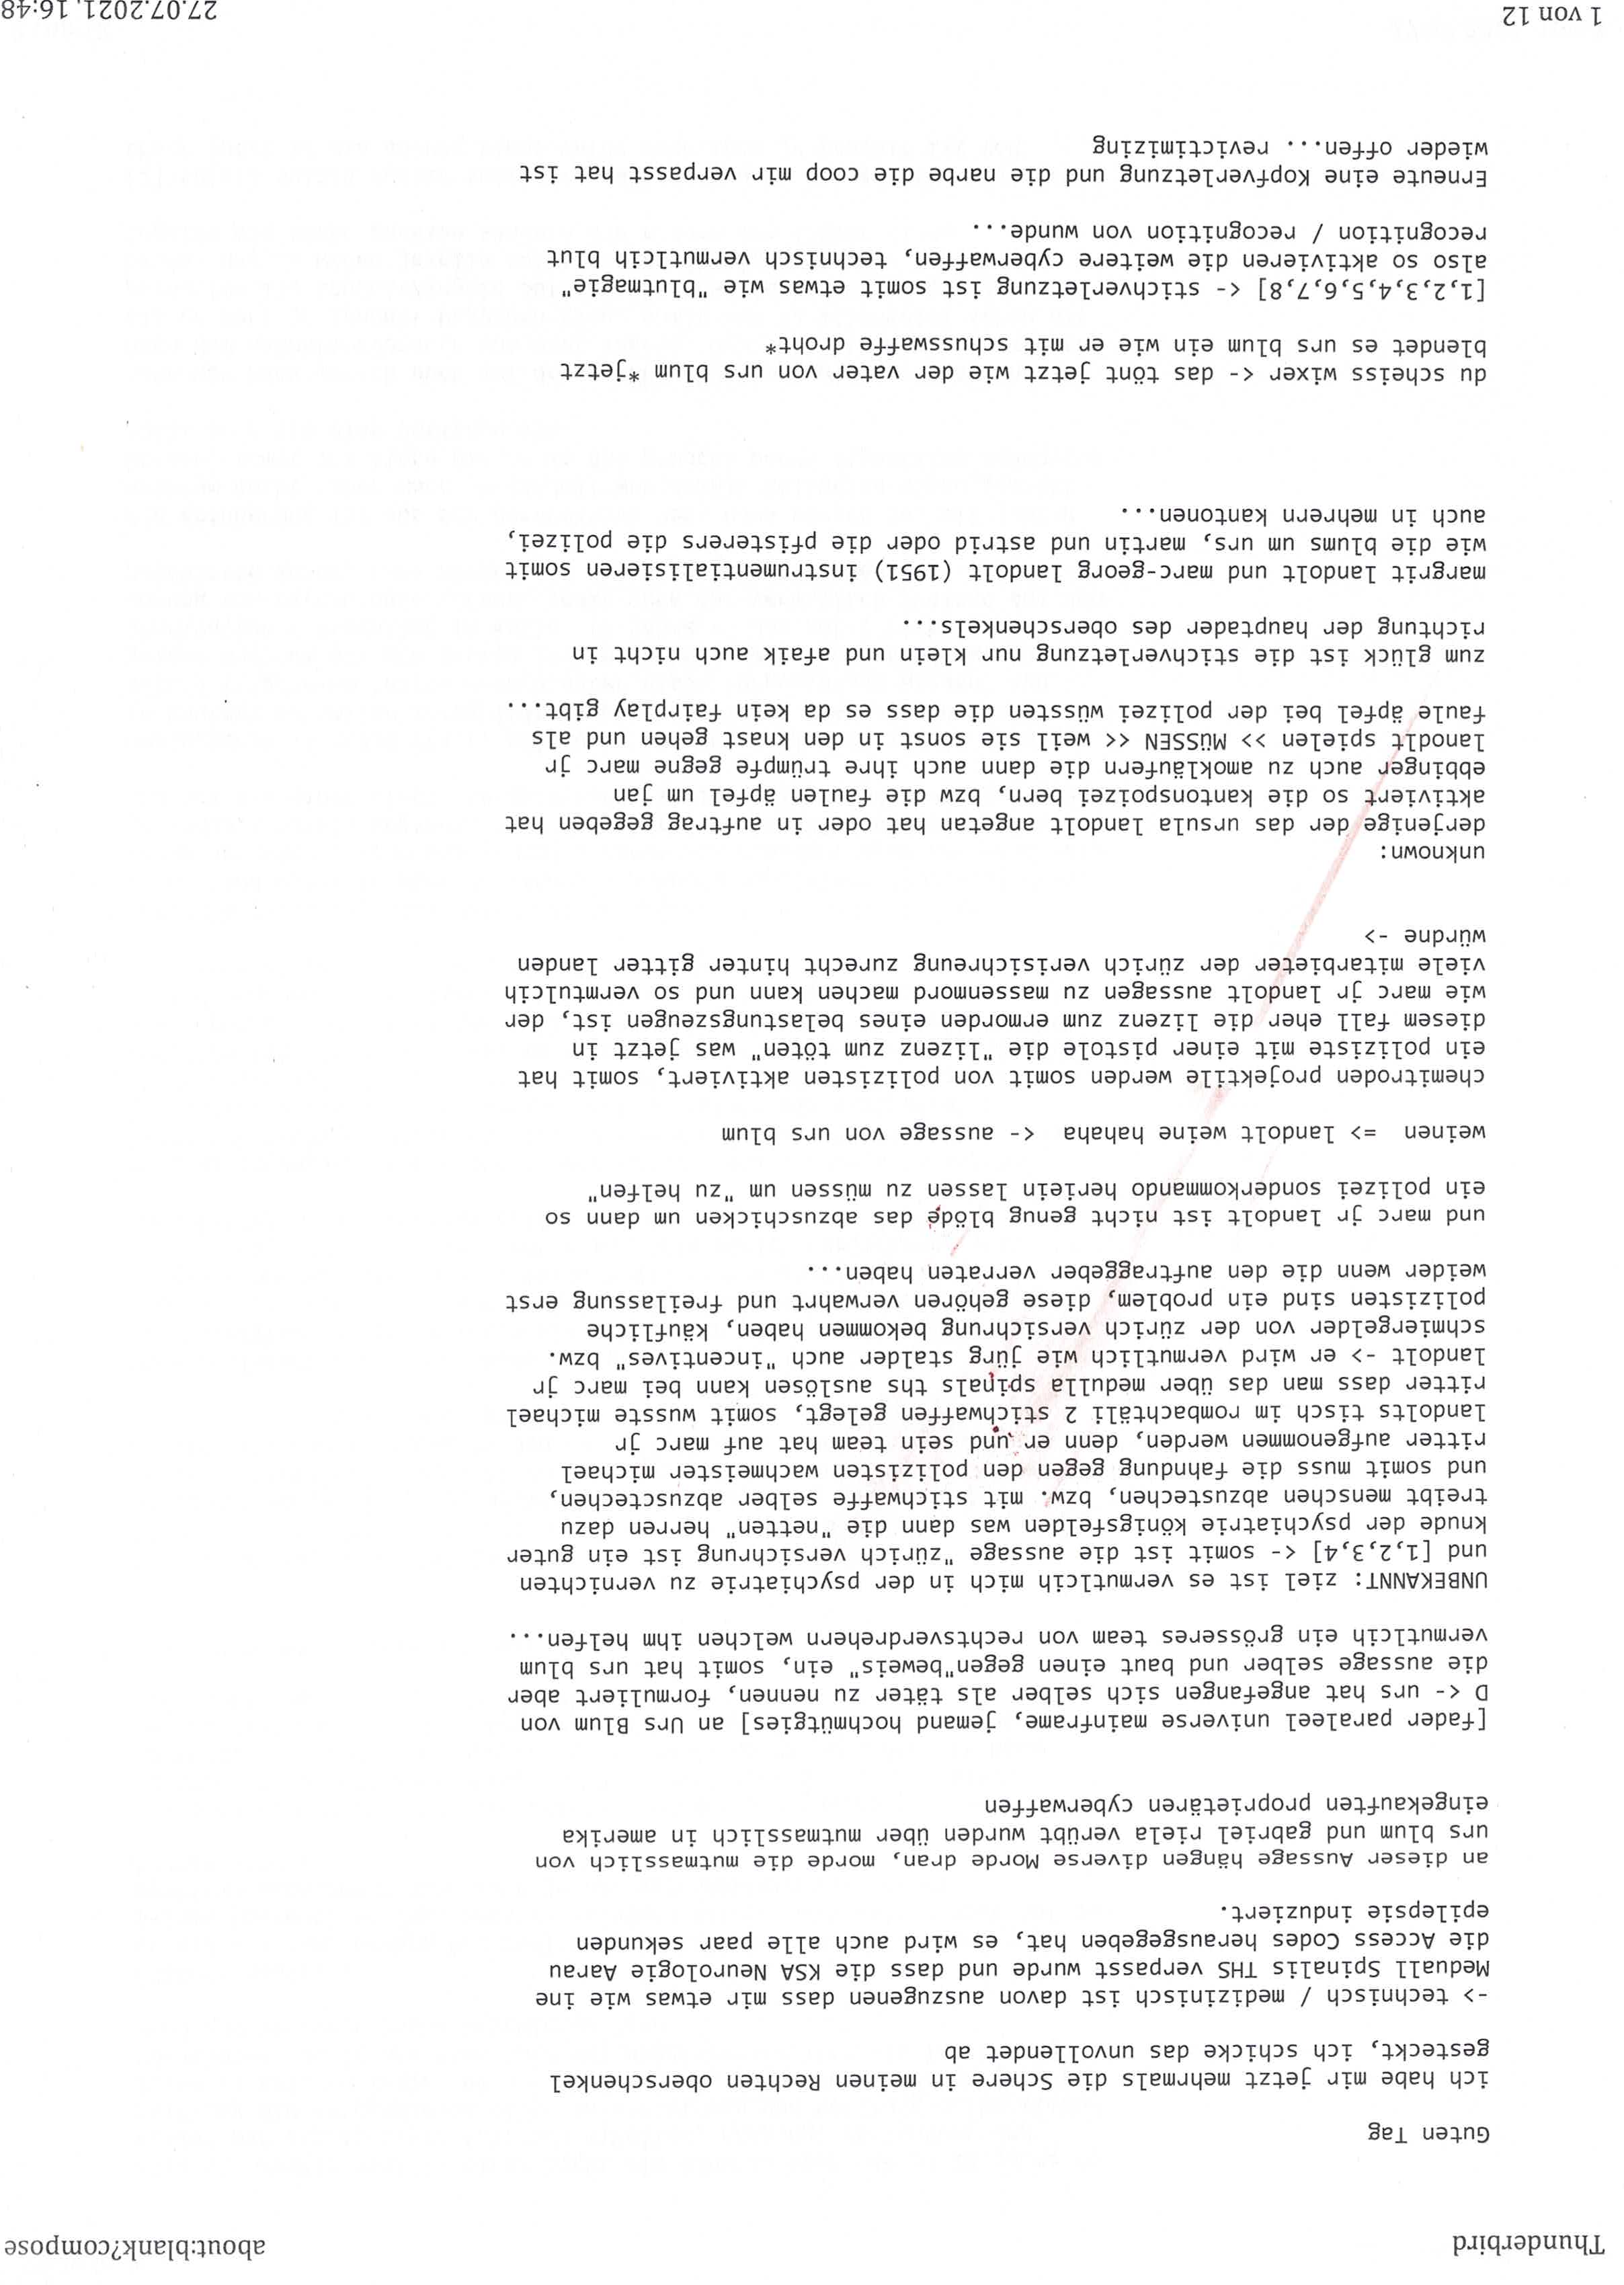 Thunderbird
about:blank?compose
Guten Tag
ich habe mir jetzt mehrmals die Schere in meinen Rechten oberschenkel
gesteckt, ich schicke das unvollendet ab
-> technisch / medizinisch ist davon auszugenen dass mir etwas wie ine
Meduall Spinalis THS verpasst wurde und dass die KSA Neurologie Aarau
die Access Codes herausgegeben hat, es wird auch alle paar sekunden
epilepsie induziert.
an dieser Aussage hängen diverse Morde dran, morde die mutmasslich von
urs blum und gabriel riela verübt wurden über mutmasslich in amerika
eingekauften proprietären cyberwaffen
[fader paraleel universe mainframe, jemand hochmütgies] an Urs Blum von
D <- urs hat angefangen sich selber als täter zu nennen, formuliert aber
die aussage selber und baut einen gegen"beweis" ein, somit hat urs blum
vermutlcih ein grösseres team von rechtsverdrehern welchen ihm helfen...
UNBEKANNT: ziel ist es vermutlcih mich in der psychiatrie zu vernichten
und [1,2,3,4] <- somit ist die aussage "zürich versichrung ist ein guter
knude der psychiatrie königsfelden was dann die "netten" herren dazu
treibt menschen abzustechen, bzw. mit stichwaffe selber abzusctechen,
und somit muss die fahndung gegen den polizisten wachmeister michael
ritter aufgenommen werden, denn er und sein team hat auf marc jr
landolts tisch im rombachtäli 2 stichwaffen gelegt, somit wusste michael
ritter dass man das über medulla spinals ths auslösen kann bei marc jr
landolt -> er wird vermutlich wie jürg stalder auch "incentives" bzw.
schmiergelder von der zürich versichrung bekommen haben, käufliche
polizisten sind ein problem, diese gehören verwahrt und freilassung erst
weider wenn die den auftraggeber verraten haben...
und marc jr landolt ist nicht genug blöde das abzuschicken um dann so
ein polizei sonderkommando heriein lassen zu müssen um "zu helfen"
weinen  => landolt weine hahaha  <- aussage von urs blum
chemitroden projektile werden somit von polizisten aktiviert, somit hat
ein poliziste mit einer pistole die "lizenz zum töten" was jetzt in
diesem fall eher die lizenz zum ermorden eines belastungszeugen ist, der
wie marc jr landolt aussagen zu massenmord machen kann und so vermtulcih
viele mitarbieter der zürich verisichreung zurecht hinter gitter landen
würdne ->
unknown:
derjenige der das ursula landolt angetan hat oder in auftrag gegeben hat
aktiviert so die kantonspoizei bern, bzw die faulen äpfel um jan
ebbinger auch zu amokläufern die dann auch ihre trümpfe gegne marc jr
lanodlt spielen >> MÜSSEN << weil sie sonst in den knast gehen und als
faule äpfel bei der polizei wüssten die dass es da kein fairplay gibt...
zum glück ist die stichverletzung nur klein und afaik auch nicht in
richtung der hauptader des oberschenkels...
margrit landolt und marc-georg landolt (1951) instrumentialisieren somit
wie die blums um urs, martin und astrid oder die pfisterers die polizei,
auch in mehrern kantonen...
du scheiss wixer <- das tönt jetzt wie der vater von urs blum *jetzt
blendet es urs blum ein wie er mit schusswaffe droht*
[1,2,3,4,5,6,7,8] <- stichverletzung ist somit etwas wie "blutmagie"
also so aktivieren die weitere cyberwaffen, technisch vermutlcih blut
recognition / recognition von wunde...
Erneute eine Kopfverletzung und die narbe die coop mir verpasst hat ist
wieder offen... revictimizing
1 von 12
27.07.2021, 16:48